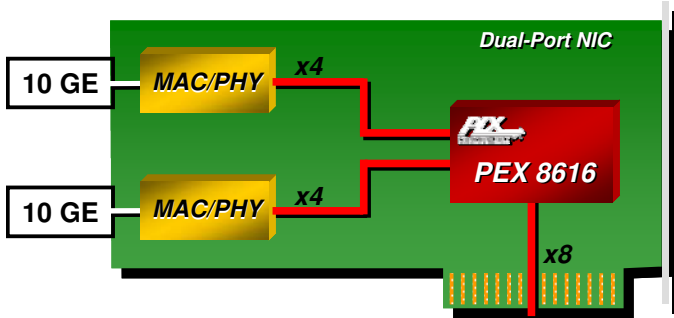 Dual-Port NIC
10 GE
MAC/PHY
x4
PLX
PEX 8616
10 GE
MAC/PHY
x4
x8